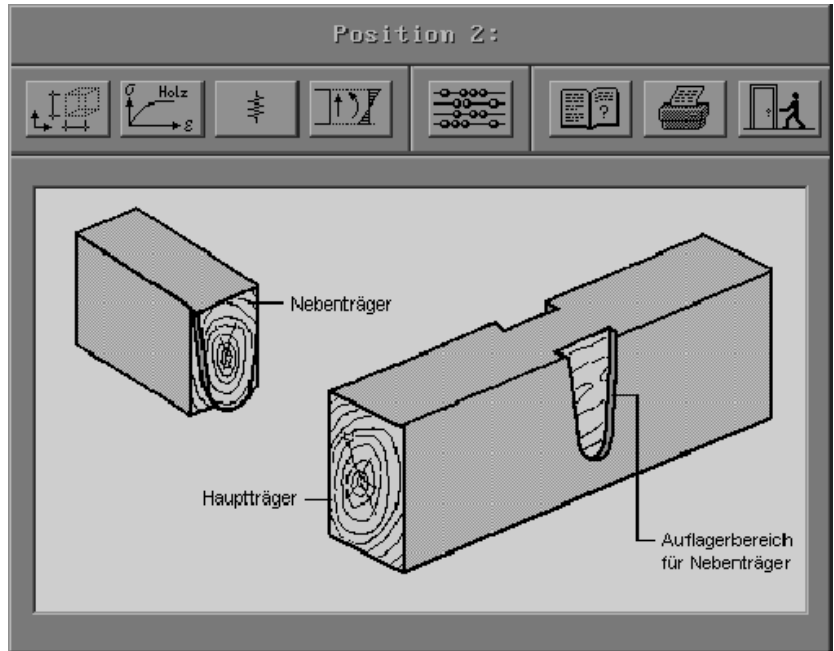 Position 2:
σ Holz
ε
?
Nebenträger
Hauptträger
Auflagerbereich
für Nebenträger